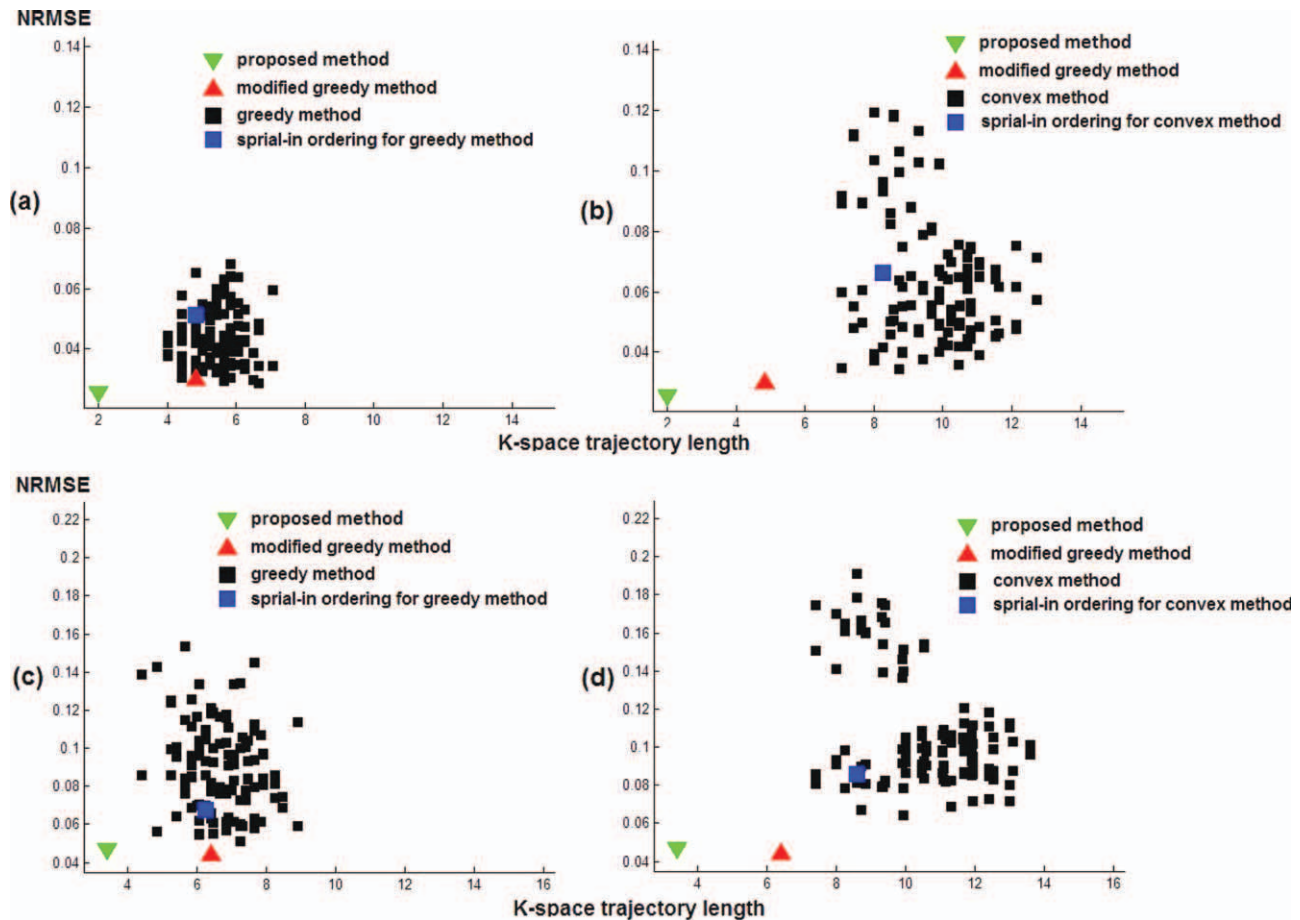 NRMSE
0.14
0.12
0.1
0.08
0.06
0.04
proposed method
modified greedy method
greedy method
sprial-in ordering for greedy method
(a)
2 4 6 8 10 12 14
0.14
0.12
0.1
0.08
0.06
0.04
proposed method
modified greedy method
convex method
sprial-in ordering for convex method
(b)
2 4 6 8 10 12 14
K-space trajectory length
NRMSE
0.22
0.2
0.18
0.16
0.14
0.12
0.1
0.08
0.06
0.04
proposed method
modified greedy method
greedy method
sprial-in ordering for greedy method
(c)
4 6 8 10 12 14 16
0.22
0.2
0.18
0.16
0.14
0.12
0.1
0.08
0.06
0.04
proposed method
modified greedy method
convex method
sprial-in ordering for convex method
(d)
4 6 8 10 12 14 16
K-space trajectory length